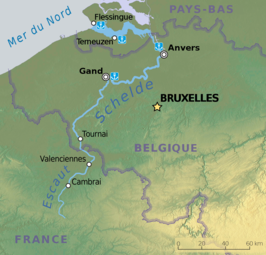 Mer du Nord
Flessingue
PAYS-BAS
Terneuzen
Anvers
Gand
Schelde
BRUXELLES
Tournai
BELGIQUE
Valenciennes
Escaut
Cambrai
FRANCE
0 20 40 60 km